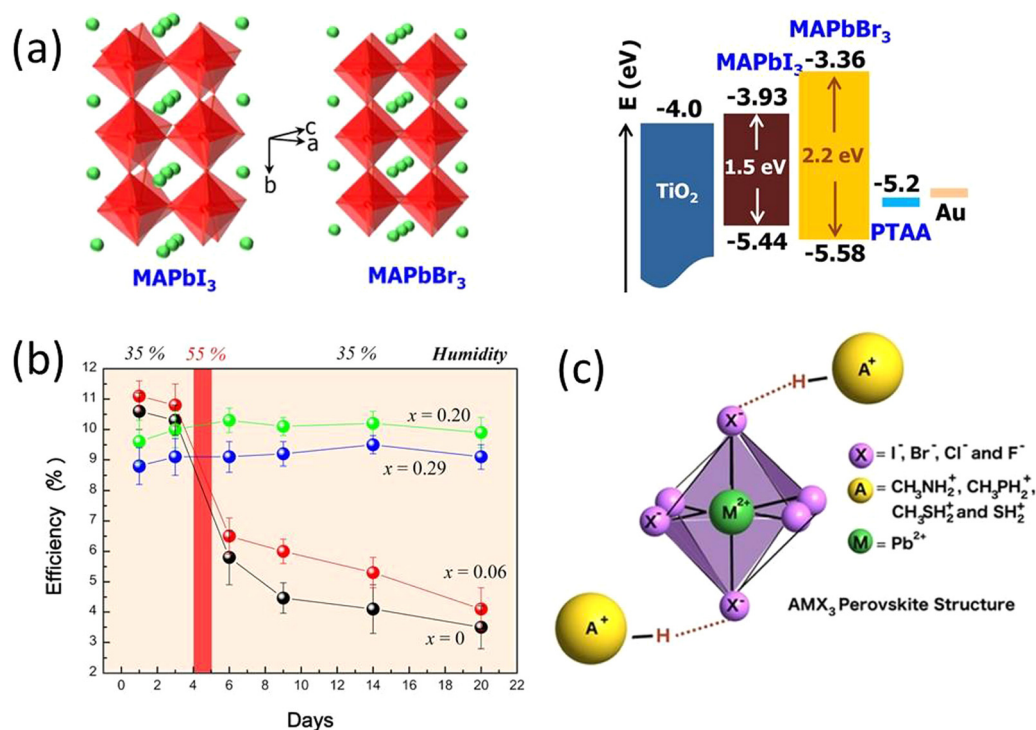 (a)
MAPbI₃
MAPbBr₃
c
a
b
E (eV)
MAPbBr₃
MAPbI₃
-3.36
-3.93
-4.0
TiO₂
1.5 eV
2.2 eV
-5.2
PTAA
Au
-5.44
-5.58
(b)
35 % 55 % 35 % Humidity
Efficiency (%)
12
11
10
9
8
7
6
5
4
3
2
x = 0.20
x = 0.29
x = 0.06
x = 0
0 2 4 6 8 10 12 14 16 18 20 22
Days
(c)
A⁺
H
X⁻
X⁻
M²⁺
X⁻
H
A⁺
X = I⁻, Br⁻, Cl⁻ and F⁻
A = CH₃NH₂⁺, CH₃PH₂⁺,
CH₃SH₂⁺ and SH₂⁺
M = Pb²⁺
AMX₃ Perovskite Structure